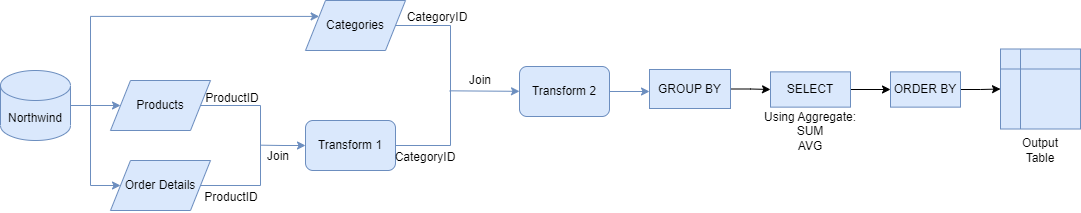 Categories
CategoryID
Northwind
Products
ProductID
Order Details
ProductID
Join
Transform 1
CategoryID
Join
Transform 2
GROUP BY
SELECT
Using Aggregate:
SUM
AVG
ORDER BY
Output
Table